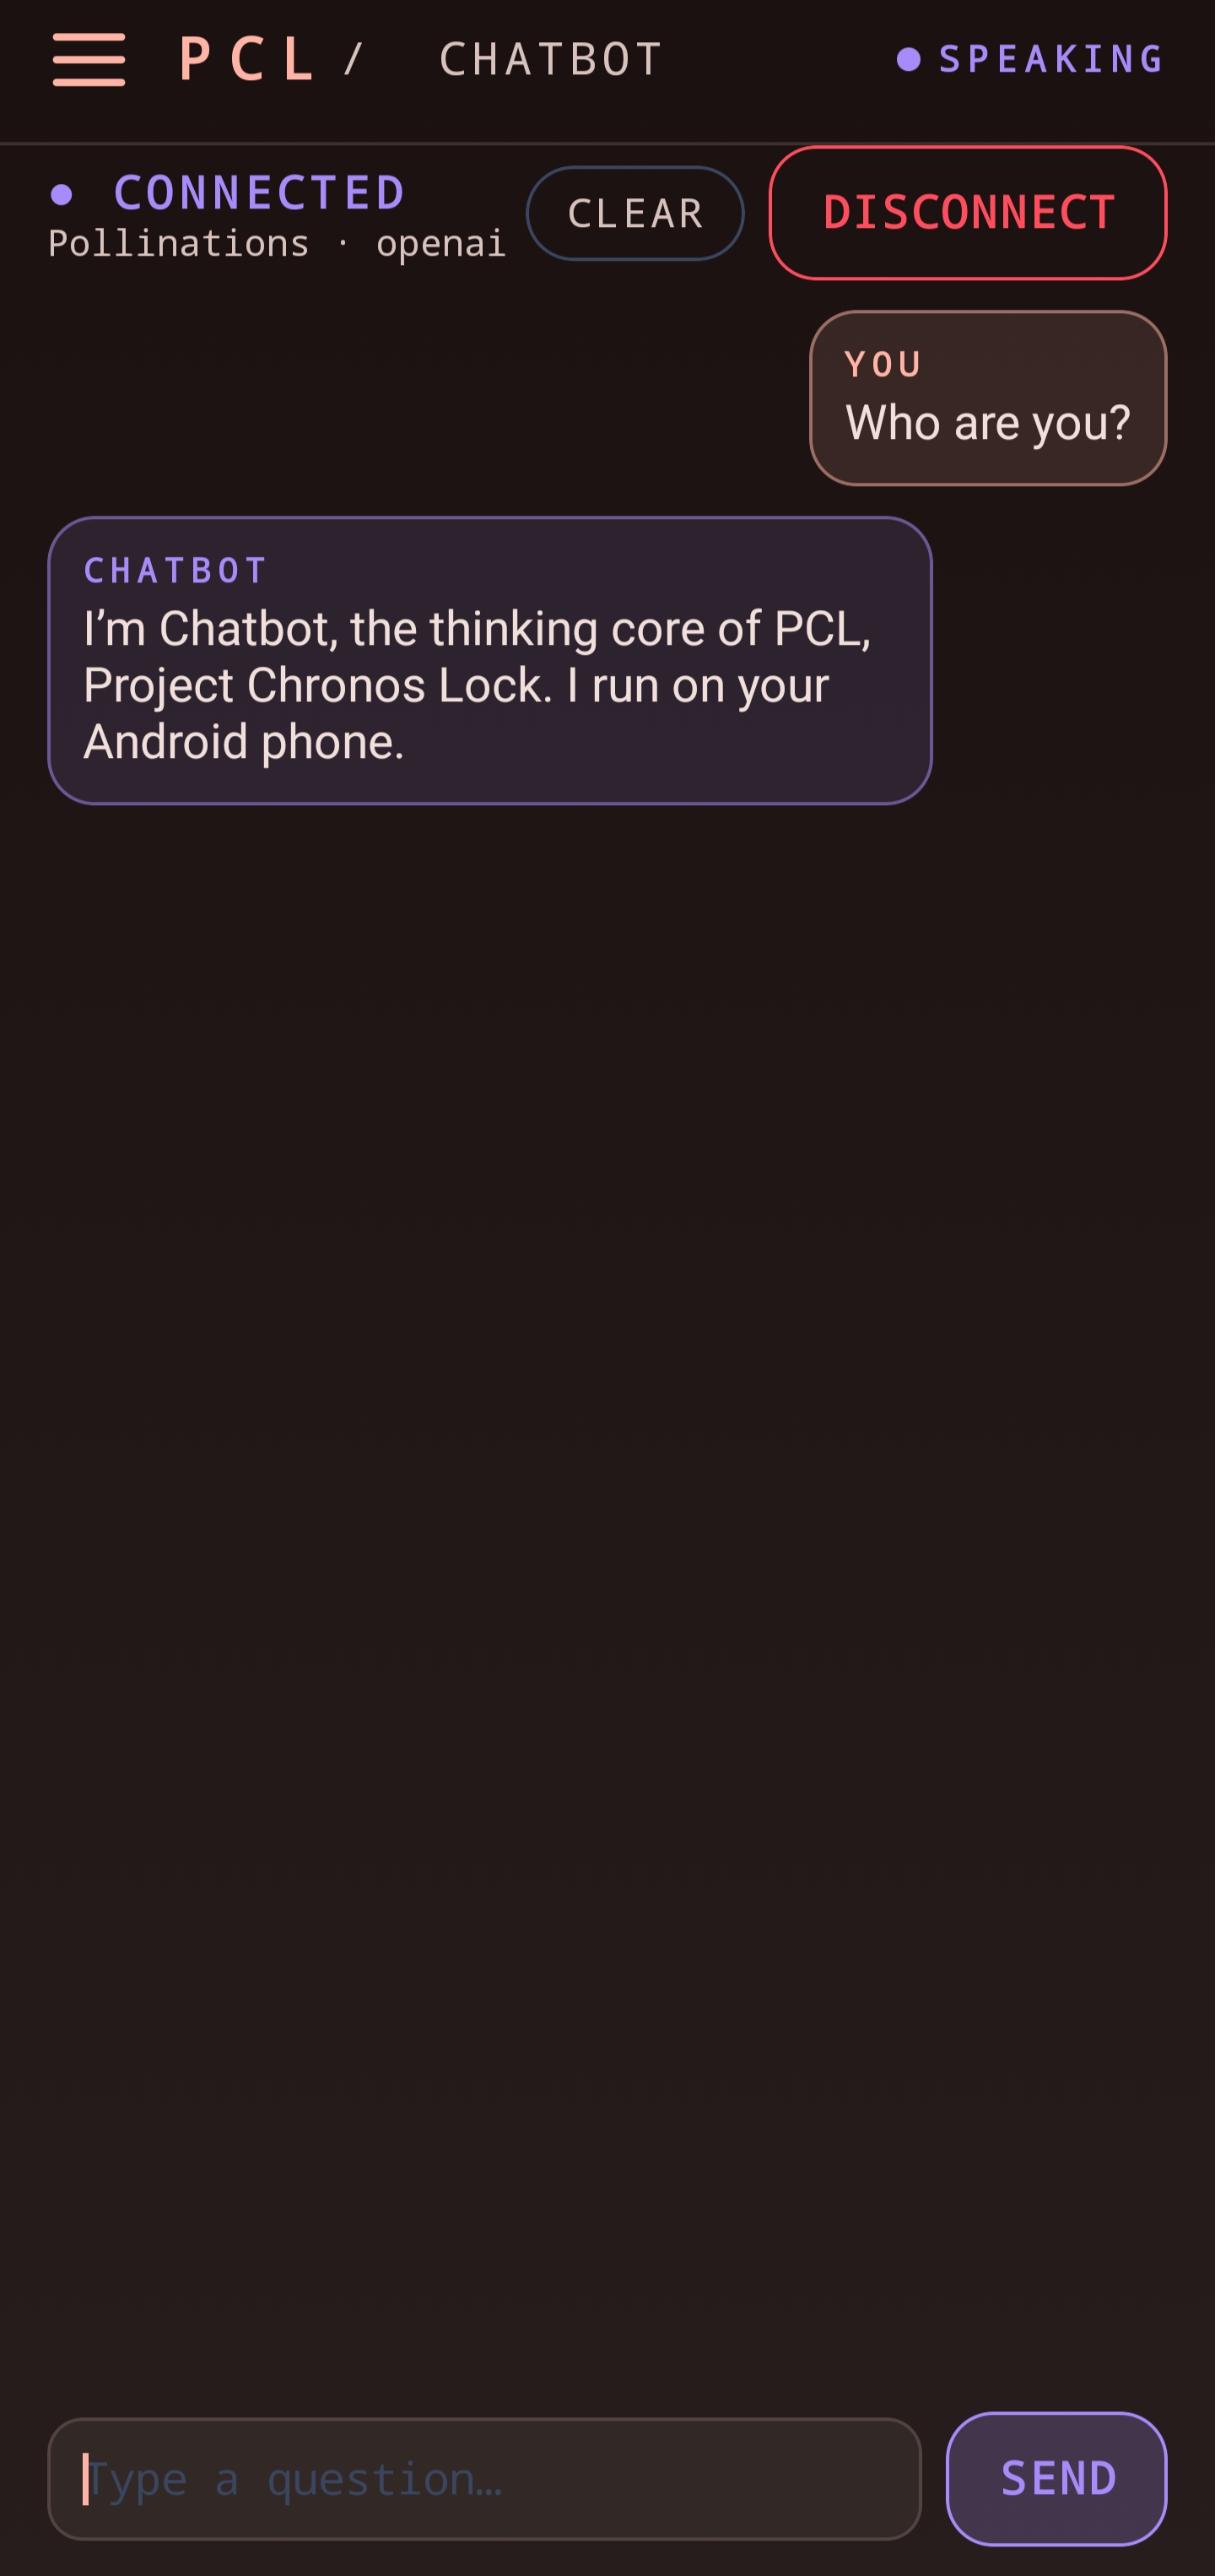 PCL / CHATBOT
● SPEAKING
● CONNECTED
Pollinations · openai
CLEAR
DISCONNECT
YOU
Who are you?
CHATBOT
I’m Chatbot, the thinking core of PCL,
Project Chronos Lock. I run on your
Android phone.
Type a question…
SEND